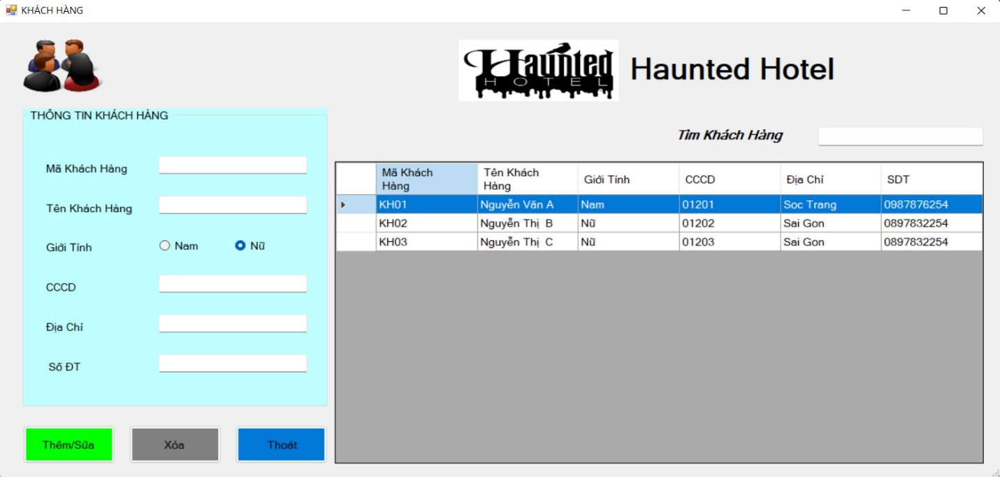 KHÁCH HÀNG
Haunted
HOTEL
Haunted Hotel
THÔNG TIN KHÁCH HÀNG
Tìm Khách Hàng
Mã Khách Hàng
Tên Khách Hàng
Giới Tính Nam Nữ
CCCD
Địa Chỉ
Số ĐT
Thêm/Sửa Xóa Thoát
Mã Khách Hàng Tên Khách Hàng Giới Tính CCCD Địa Chỉ SDT
KH01 Nguyễn Văn A Nam 01201 Soc Trang 0987876254
KH02 Nguyễn Thị B Nữ 01202 Sai Gon 0897832254
KH03 Nguyễn Thị C Nữ 01203 Sai Gon 0897832254